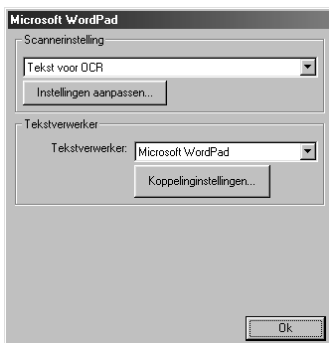 Microsoft WordPad
Scannerinstelling
Tekst voor OCR
Instellingen aanpassen...
Tekstverwerker
Tekstverwerker: Microsoft WordPad
Koppelinginstellingen...
Ok